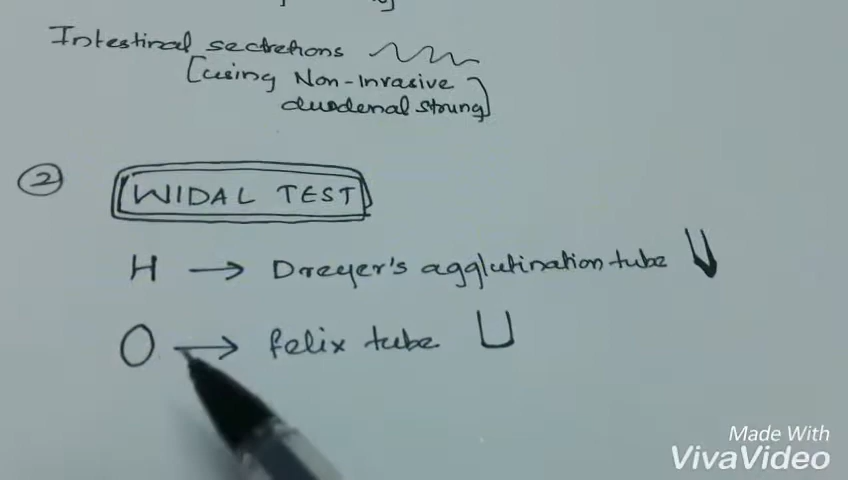 Intestinal secretions
[using Non-Invasive
duodenal string]
2
WIDAL TEST
H → Dreyer's agglutination tube
O → felix tube
Made With
VivaVideo